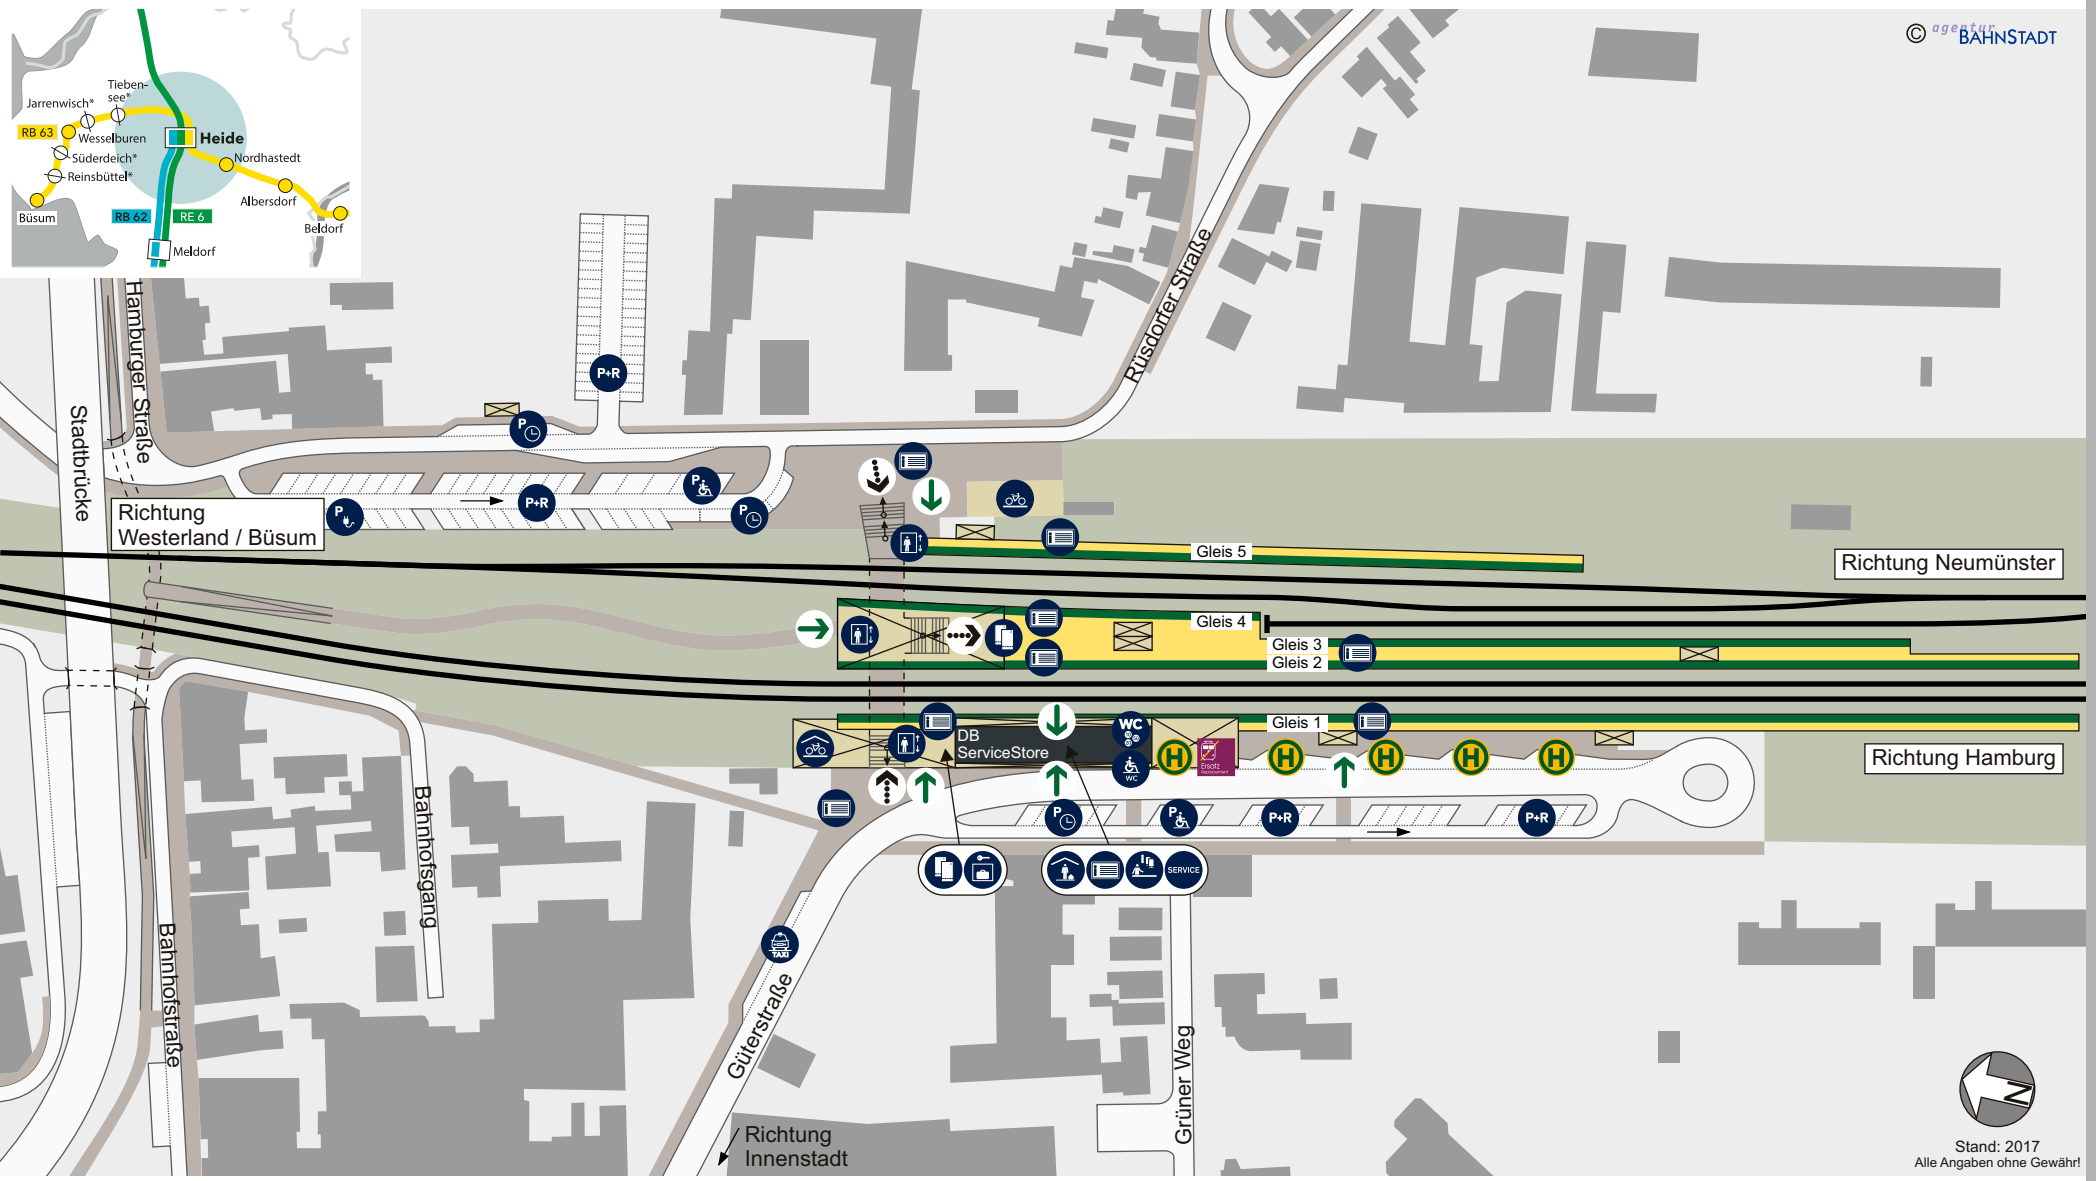 © agentur
BAHNSTADT
Tieben-
see*
Jarrenwisch*
RB 63
Wesselburen
Heide
Süderdeich*
Nordhastedt
Reinsbüttel*
Albersdorf
Büsum
RB 62
RE 6
Beldorf
Meldorf
Hamburger Straße
Stadtbrücke
Rüsdorfer Straße
P+R
P
P
P+R
P
P
Richtung
Westerland / Büsum
Gleis 5
Richtung Neumünster
Gleis 4
Gleis 3
Gleis 2
Gleis 1
DB
ServiceStore
WC
WC
H
Ersatz
Replacement
H
H
H
H
Richtung Hamburg
P
P
P+R
P+R
SERVICE
Bahnhofsgang
Bahnhofstraße
TAXI
Güterstraße
Grüner Weg
Richtung
Innenstadt
N
Stand: 2017
Alle Angaben ohne Gewähr!